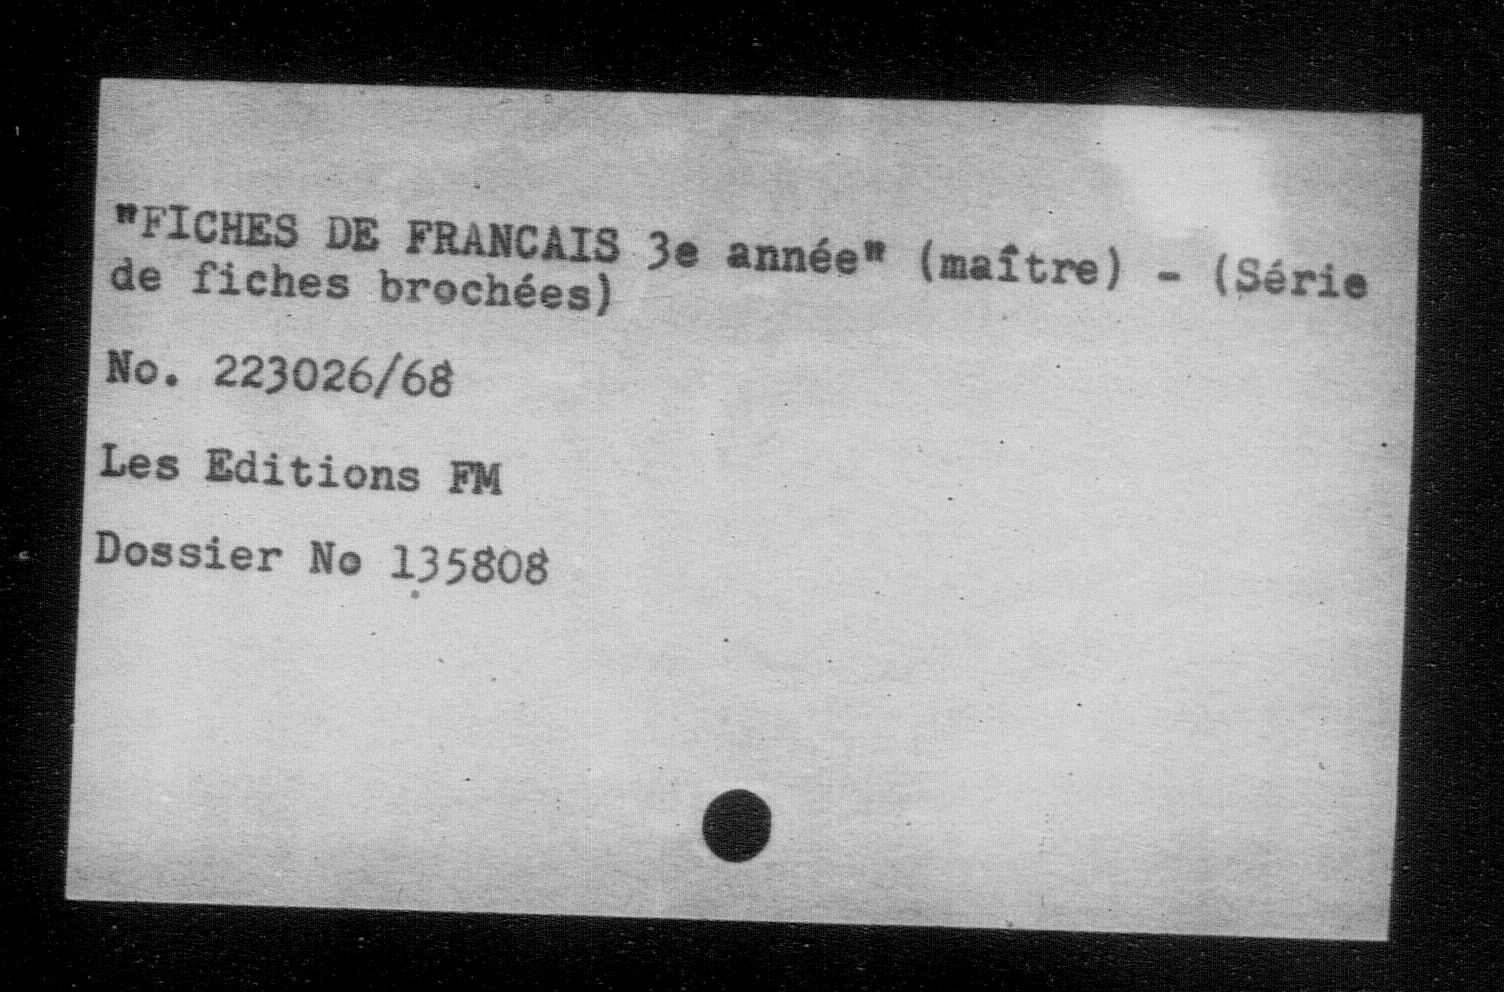 "FICHES DE FRANCAIS 3e année" (maître) - (Série
de fiches brochées)
No. 223026/68
Les Editions FM
Dossier No 135808